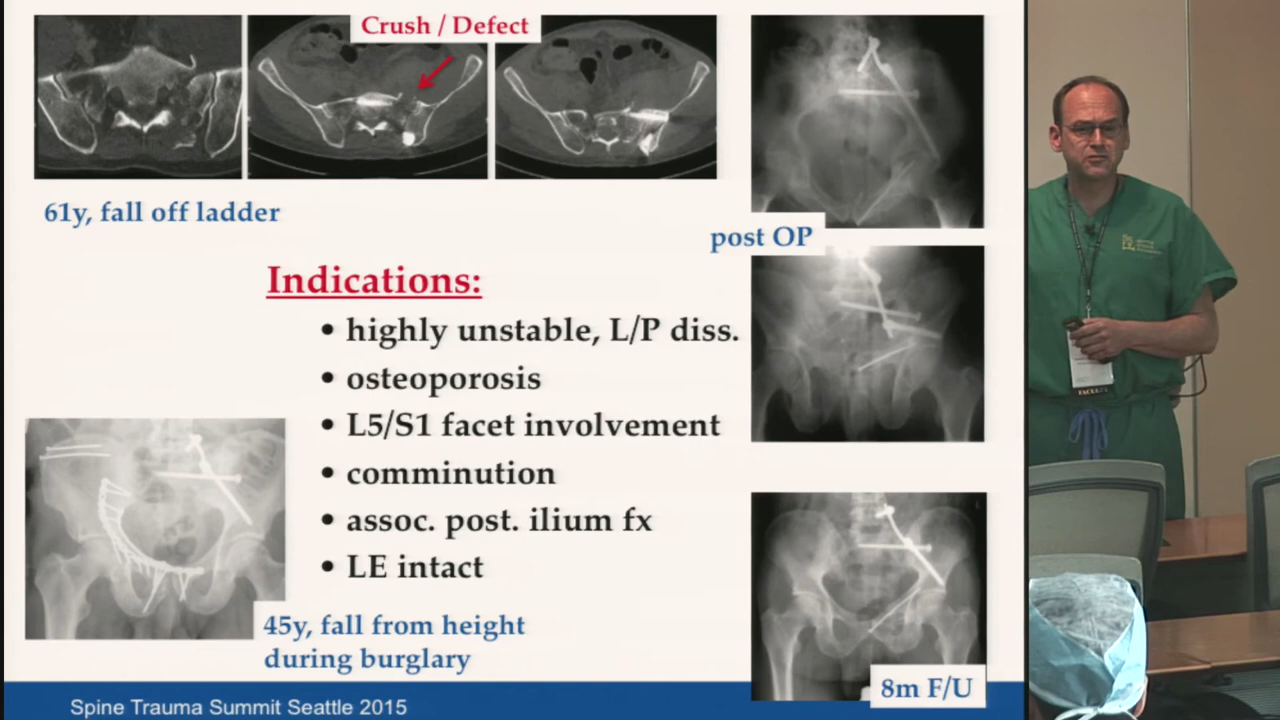 Crush / Defect
61y, fall off ladder
post OP
Indications:
• highly unstable, L/P diss.
• osteoporosis
• L5/S1 facet involvement
• comminution
• assoc. post. ilium fx
• LE intact
45y, fall from height
during burglary
8m F/U
Spine Trauma Summit Seattle 2015
FACULTY